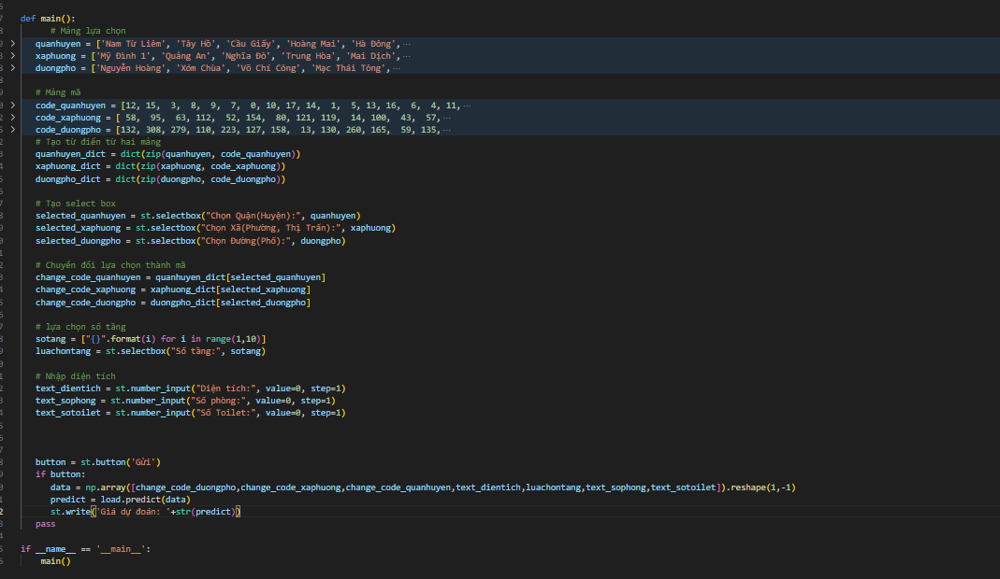 def main():
# Mảng lựa chọn
quanhuyen = ['Nam Từ Liêm', 'Tây Hồ', 'Cầu Giấy', 'Hoàng Mai', 'Hà Đông',…
xaphuong = ['Mỹ Đình 1', 'Quảng An', 'Nghĩa Đô', 'Trung Hòa', 'Mai Dịch',…
duongpho = ['Nguyễn Hoàng', 'Xóm Chùa', 'Võ Chí Công', 'Mạc Thái Tông',…
# Mảng mã
code_quanhuyen = [12, 15, 3, 8, 9, 7, 0, 10, 17, 14, 1, 5, 13, 16, 6, 4, 11,…
code_xaphuong = [ 58, 95, 63, 112, 52, 154, 80, 121, 119, 14, 100, 43, 57,…
code_duongpho = [132, 308, 279, 110, 223, 127, 158, 13, 130, 260, 165, 59, 135,…
# Tạo từ điển từ hai mảng
quanhuyen_dict = dict(zip(quanhuyen, code_quanhuyen))
xaphuong_dict = dict(zip(xaphuong, code_xaphuong))
duongpho_dict = dict(zip(duongpho, code_duongpho))
# Tạo select box
selected_quanhuyen = st.selectbox("Chọn Quận(Huyện):", quanhuyen)
selected_xaphuong = st.selectbox("Chọn Xã(Phường, Thị Trấn):", xaphuong)
selected_duongpho = st.selectbox("Chọn Đường(Phố):", duongpho)
# Chuyển đổi lựa chọn thành mã
change_code_quanhuyen = quanhuyen_dict[selected_quanhuyen]
change_code_xaphuong = xaphuong_dict[selected_xaphuong]
change_code_duongpho = duongpho_dict[selected_duongpho]
# lựa chọn số tầng
sotang = ["{}".format(i) for i in range(1,10)]
luachontang = st.selectbox("Số tầng:", sotang)
# Nhập diện tích
text_dientich = st.number_input("Diện tích:", value=0, step=1)
text_sophong = st.number_input("Số phòng:", value=0, step=1)
text_sotoilet = st.number_input("Số Toilet:", value=0, step=1)
button = st.button('Gửi')
if button:
data = np.array([change_code_duongpho,change_code_xaphuong,change_code_quanhuyen,text_dientich,luachontang,text_sophong,text_sotoilet]).reshape(1,-1)
predict = load.predict(data)
st.write('Giá dự đoán: '+str(predict))
pass
if __name__ == '__main__':
main()